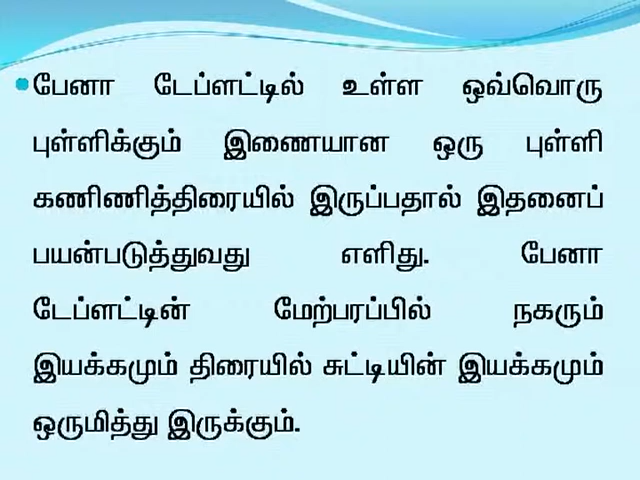 பேனா டேப்ளட்டில் உள்ள ஒவ்வொரு
புள்ளிக்கும் இணையான ஒரு புள்ளி
கணிணித்திரையில் இருப்பதால் இதனைப்
பயன்படுத்துவது எளிது. பேனா
டேப்ளட்டின் மேற்பரப்பில் நகரும்
இயக்கமும் திரையில் சுட்டியின் இயக்கமும்
ஒருமித்து இருக்கும்.